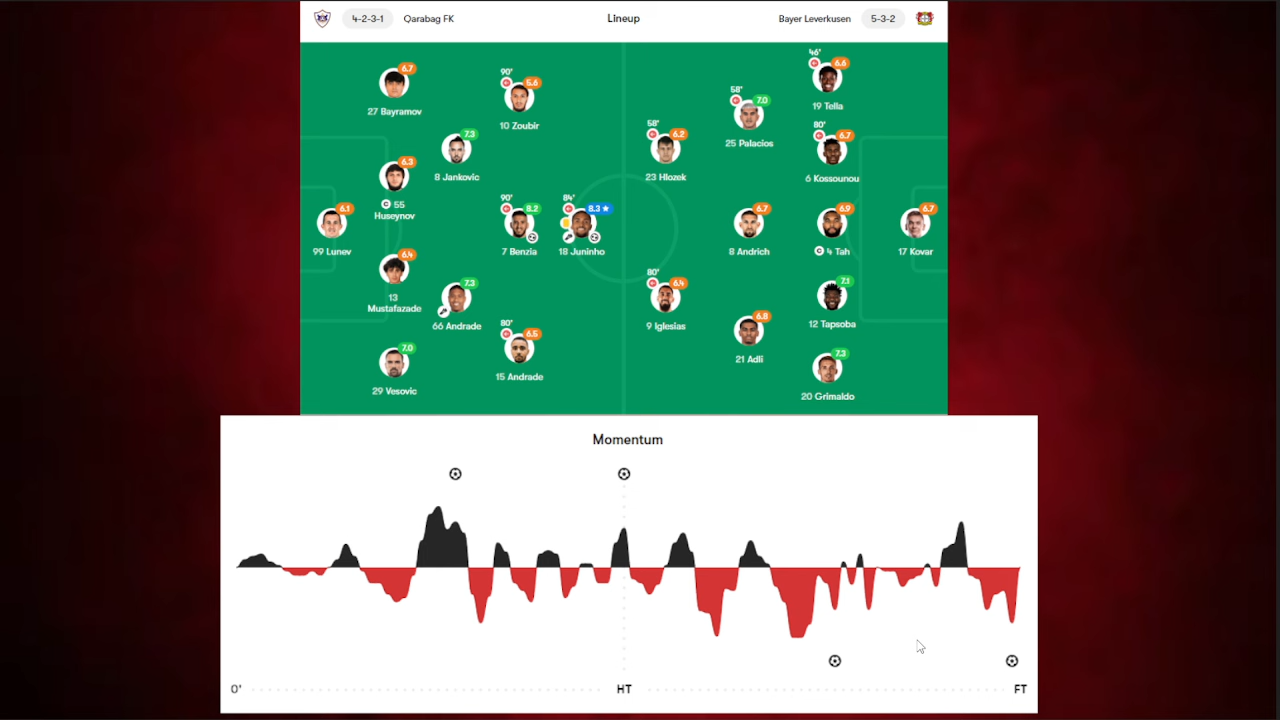 4-2-3-1 Qarabag FK Lineup Bayer Leverkusen 5-3-2
6.7
27 Bayramov
90'
5.6
10 Zoubir
7.3
8 Jankovic
6.3
C 55
Huseynov
6.1
99 Lunev
90'
8.2
7 Benzia
84'
8.3
18 Juninho
6.4
13
Mustafazade
7.3
66 Andrade
80'
6.5
15 Andrade
7.0
29 Vesovic
46'
6.6
19 Tella
58'
7.0
25 Palacios
58'
6.2
23 Hlozek
80'
6.7
6 Kossounou
6.7
8 Andrich
6.9
C 4 Tah
6.7
17 Kovar
80'
6.4
9 Iglesias
7.1
12 Tapsoba
6.8
21 Adli
7.3
20 Grimaldo
Momentum
0' HT FT